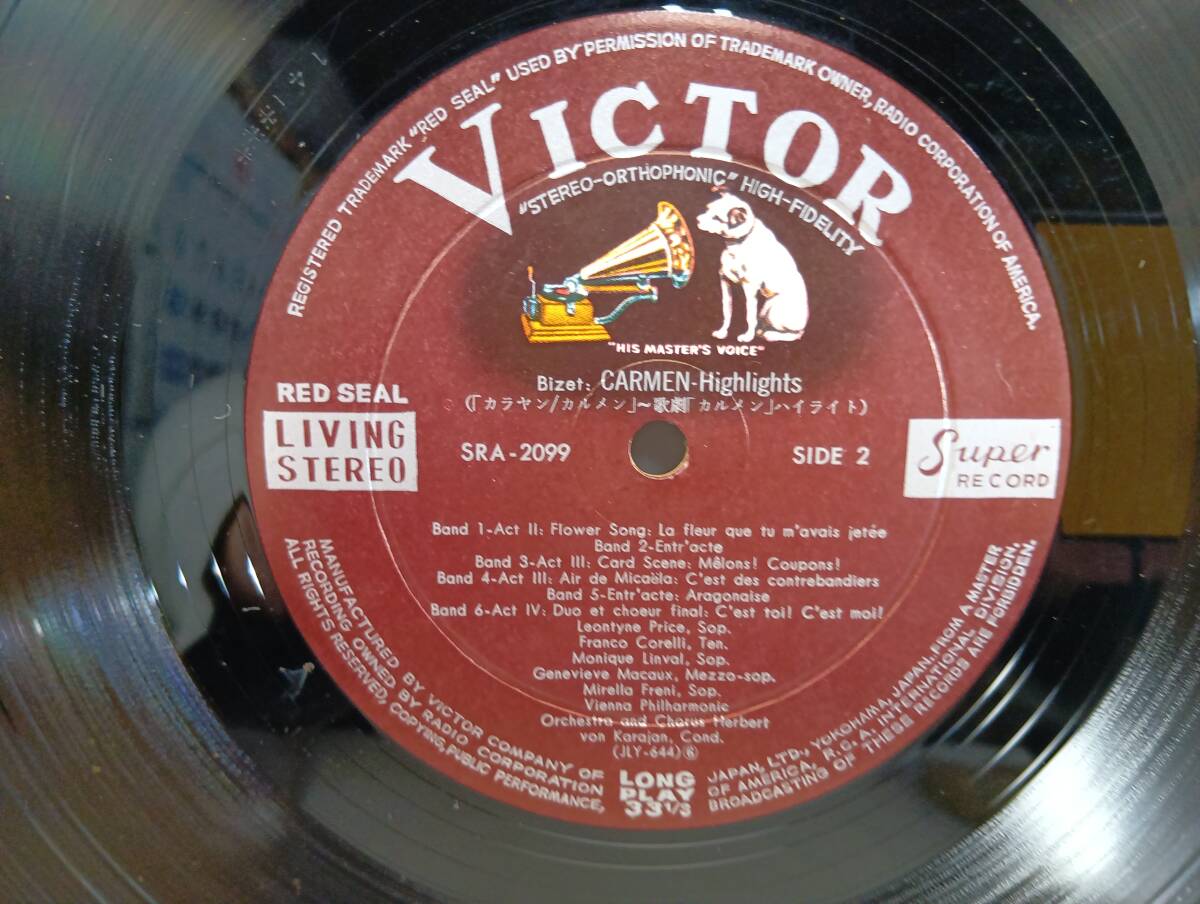 REGISTERED TRADEMARK "RED SEAL" USED BY PERMISSION OF TRADEMARK OWNER, RADIO CORPORATION OF AMERICA.
VICTOR
"STEREO-ORTHOPHONIC" HIGH-FIDELITY
"HIS MASTER'S VOICE"
Bizet: CARMEN-Highlights
(「カラヤン/カルメン」~歌劇「カルメン」ハイライト)
RED SEAL
LIVING
STEREO
SRA-2099
SIDE 2
Super
RECORD
Band 1-Act II: Flower Song: La fleur que tu m'avais jetée
Band 2-Entr'acte
Band 3-Act III: Card Scene: Mêlons! Coupons!
Band 4-Act III: Air de Micaëla: C'est des contrebandiers
Band 5-Entr'acte: Aragonaise
Band 6-Act IV: Duo et choeur final: C'est toi! C'est moi!
Leontyne Price, Sop.
Franco Corelli, Ten.
Monique Linval, Sop.
Genevieve Macaux, Mezzo-sop.
Mirella Freni, Sop.
Vienna Philharmonic
Orchestra and Chorus Herbert
von Karajan, Cond.
(JLY-644)⑥
LONG
PLAY
33 1/3
MANUFACTURED BY VICTOR COMPANY OF JAPAN, LTD., YOKOHAMA, JAPAN, FROM A MASTER
RECORDING OWNED BY RADIO CORPORATION OF AMERICA, R.C.A. INTERNATIONAL DIVISION,
ALL RIGHTS RESERVED, COPYING, PUBLIC PERFORMANCE, BROADCASTING OF THESE RECORDS ARE FORBIDDEN.